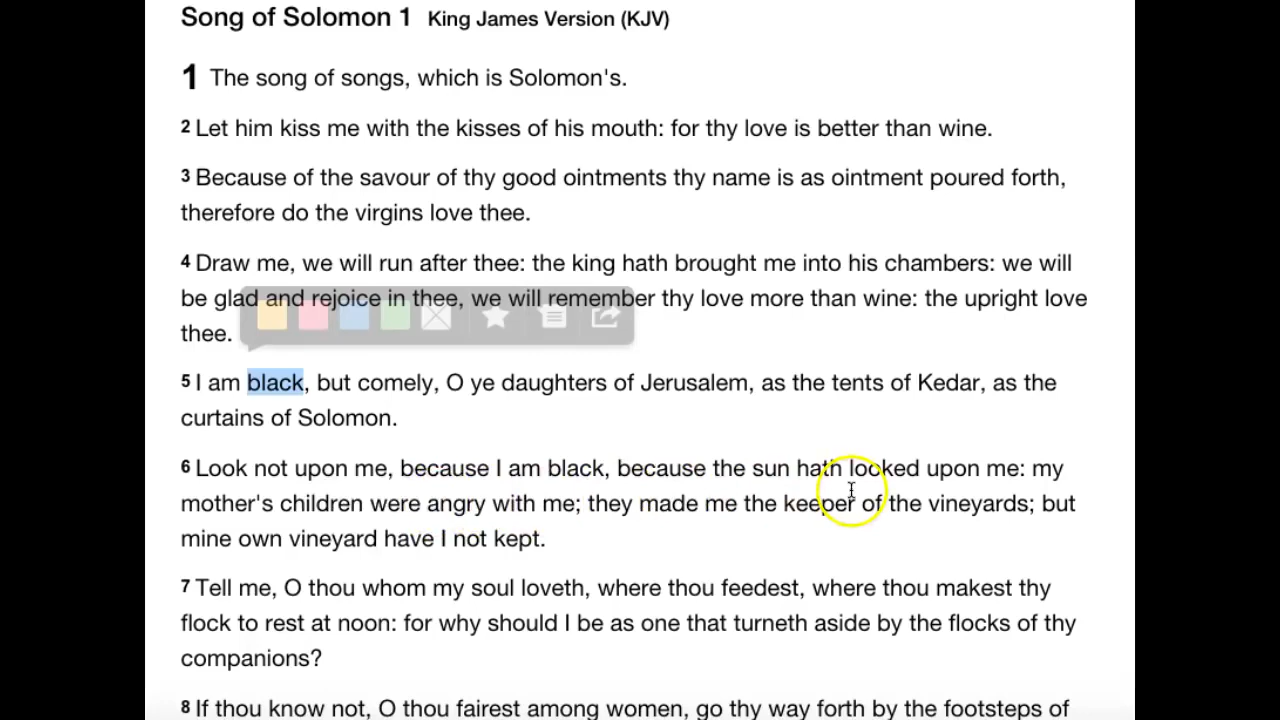 Song of Solomon 1 King James Version (KJV)
1 The song of songs, which is Solomon's.
2 Let him kiss me with the kisses of his mouth: for thy love is better than wine.
3 Because of the savour of thy good ointments thy name is as ointment poured forth,
therefore do the virgins love thee.
4 Draw me, we will run after thee: the king hath brought me into his chambers: we will
be glad and rejoice in thee, we will remember thy love more than wine: the upright love
thee.
5 I am black, but comely, O ye daughters of Jerusalem, as the tents of Kedar, as the
curtains of Solomon.
6 Look not upon me, because I am black, because the sun hath looked upon me: my
mother's children were angry with me; they made me the keeper of the vineyards; but
mine own vineyard have I not kept.
7 Tell me, O thou whom my soul loveth, where thou feedest, where thou makest thy
flock to rest at noon: for why should I be as one that turneth aside by the flocks of thy
companions?
8 If thou know not, O thou fairest among women, go thy way forth by the footsteps of